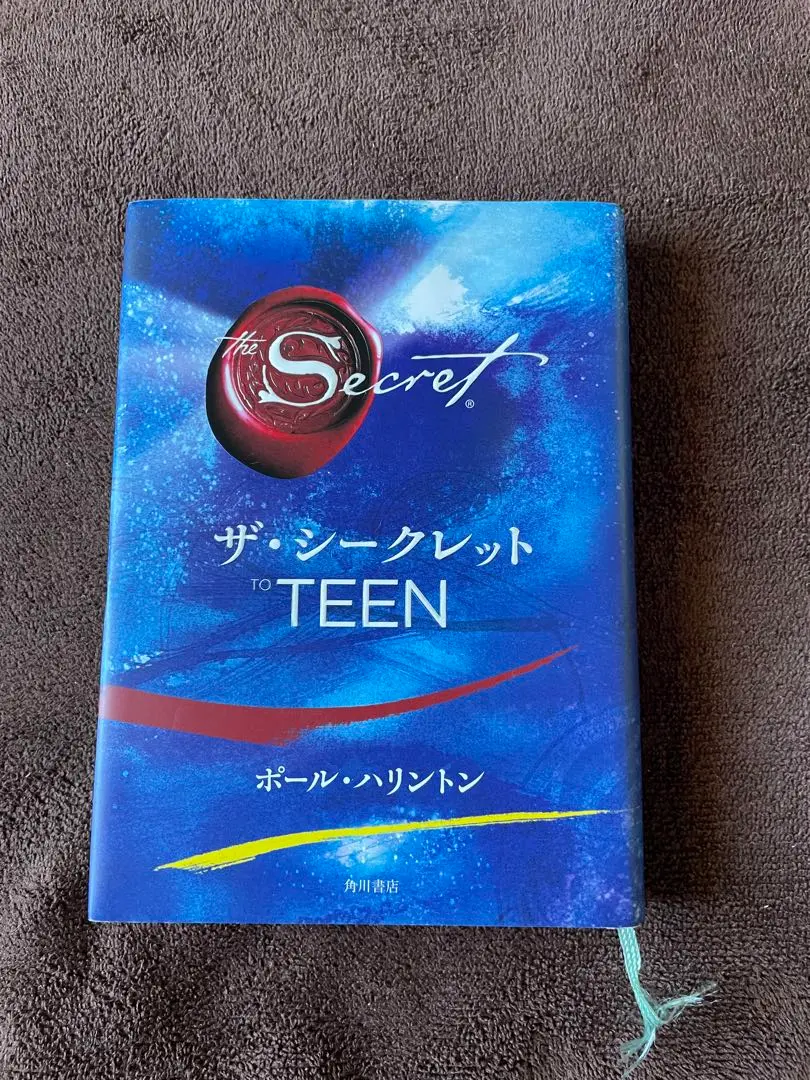 the Secret®
ザ・シークレット
TO TEEN
ポール・ハリントン
角川書店